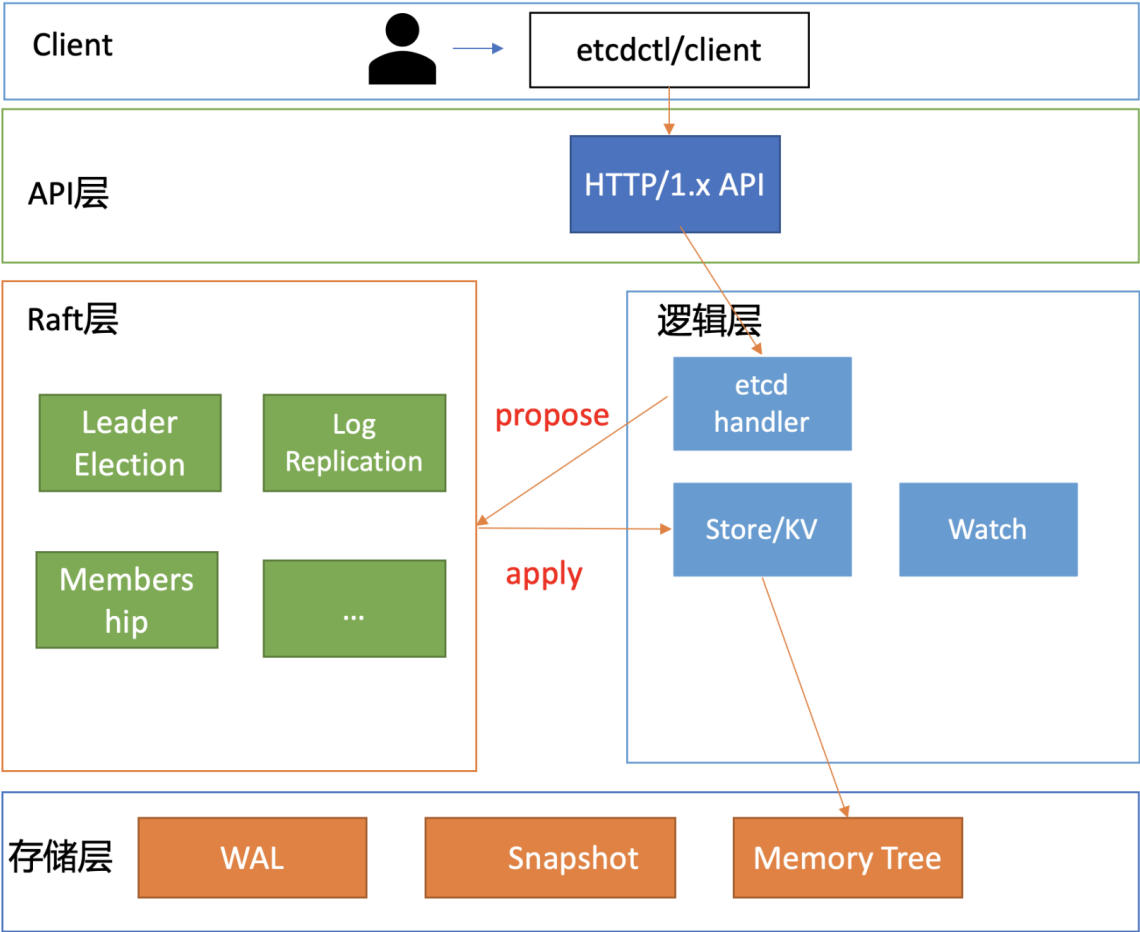 Client
etcdctl/client
API层
HTTP/1.x API
Raft层
Leader
Election
Log
Replication
Members
hip
...
propose
apply
逻辑层
etcd
handler
Store/KV
Watch
存储层
WAL
Snapshot
Memory Tree